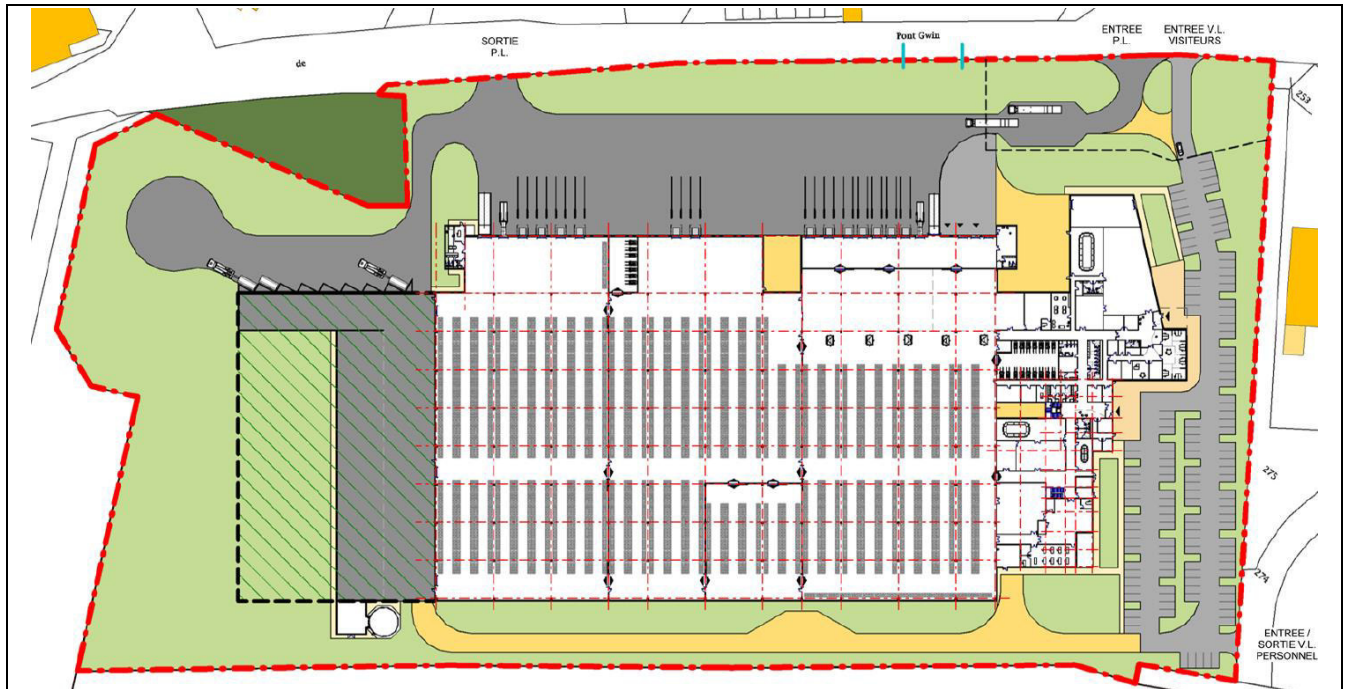 SORTIE
P.L.
de
Pont Gwin
ENTREE
P.L.
ENTREE V.L.
VISITEURS
253
275
274
ENTREE /
SORTIE V.L.
PERSONNEL